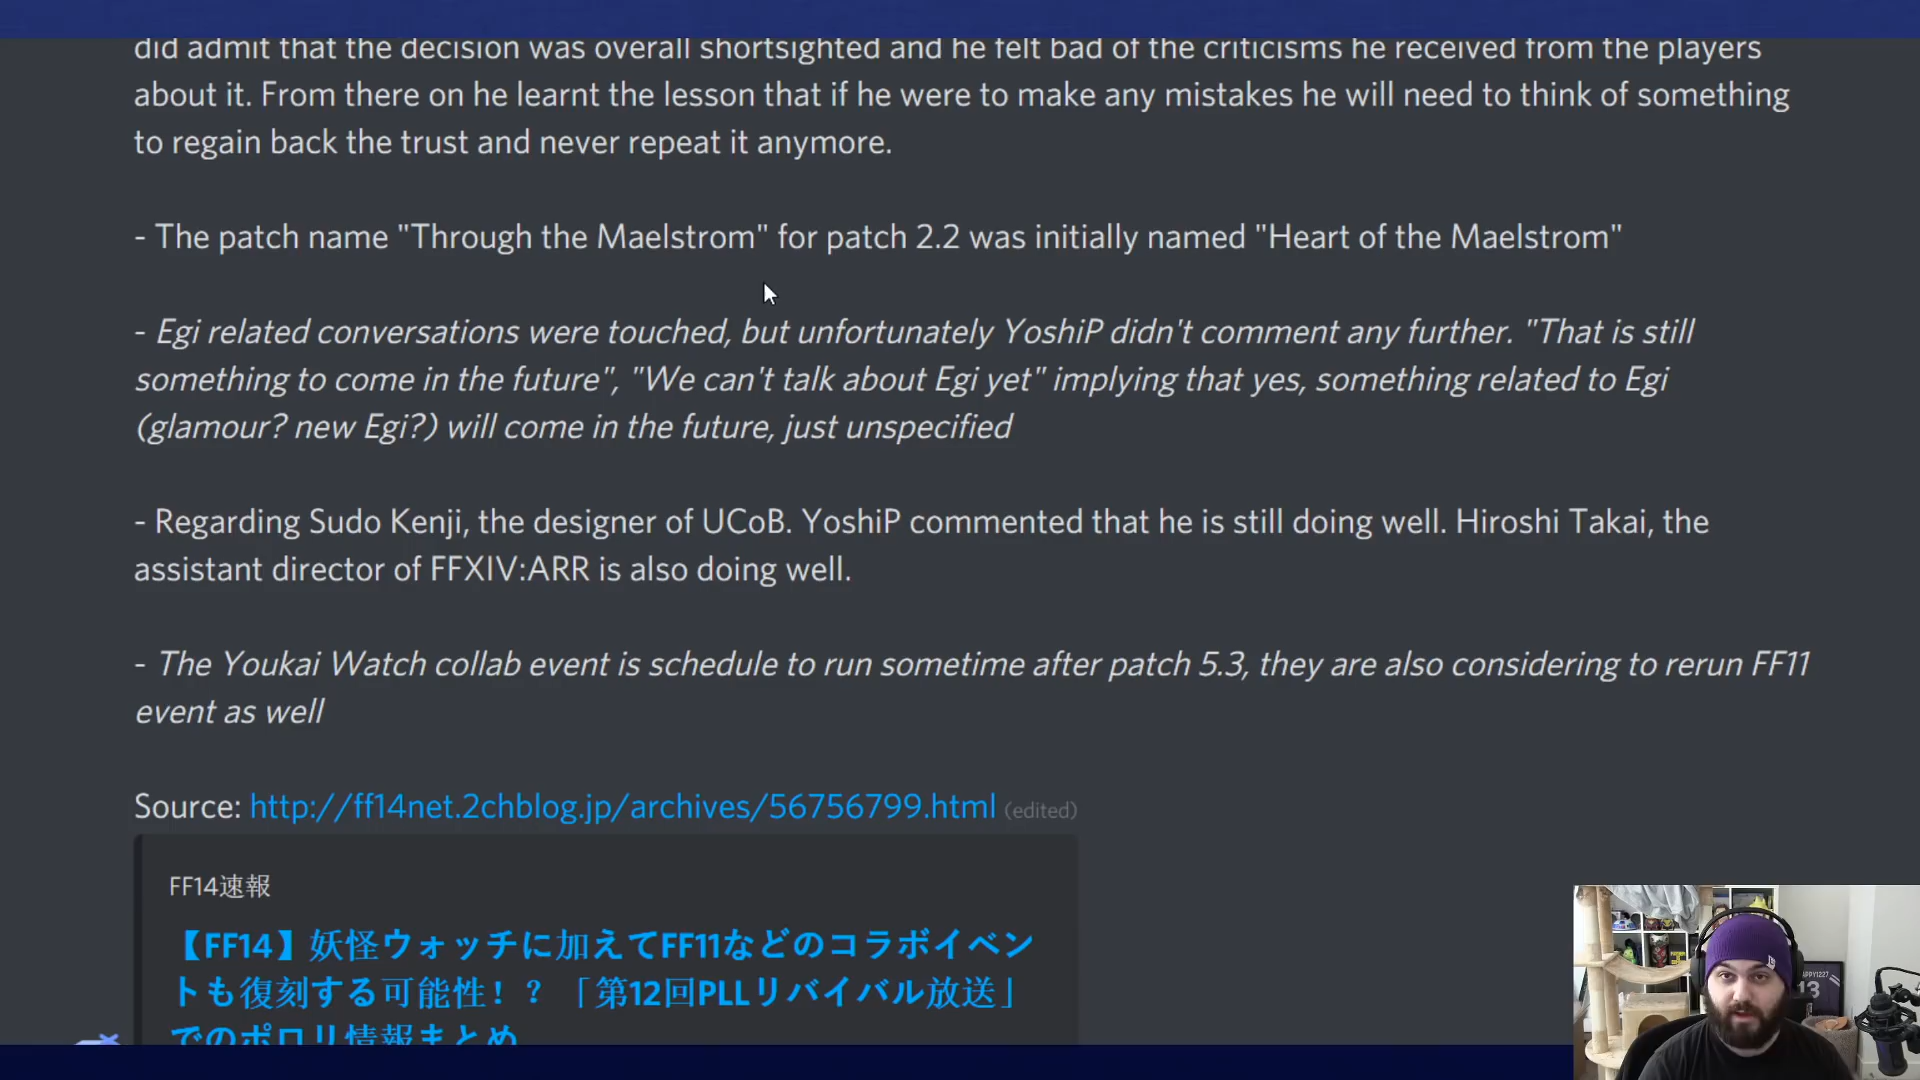 did admit that the decision was overall shortsighted and he felt bad of the criticisms he received from the players
about it. From there on he learnt the lesson that if he were to make any mistakes he will need to think of something
to regain back the trust and never repeat it anymore.
- The patch name "Through the Maelstrom" for patch 2.2 was initially named "Heart of the Maelstrom"
- Egi related conversations were touched, but unfortunately YoshiP didn't comment any further. "That is still
something to come in the future", "We can't talk about Egi yet" implying that yes, something related to Egi
(glamour? new Egi?) will come in the future, just unspecified
- Regarding Sudo Kenji, the designer of UCoB. YoshiP commented that he is still doing well. Hiroshi Takai, the
assistant director of FFXIV:ARR is also doing well.
- The Youkai Watch collab event is schedule to run sometime after patch 5.3, they are also considering to rerun FF11
event as well
Source: http://ff14net.2chblog.jp/archives/56756799.html (edited)
FF14速報
【FF14】妖怪ウォッチに加えてFF11などのコラボイベン
トも復刻する可能性！？「第12回PLLリバイバル放送」
でのポロリ情報まとめ
APPY1227
13